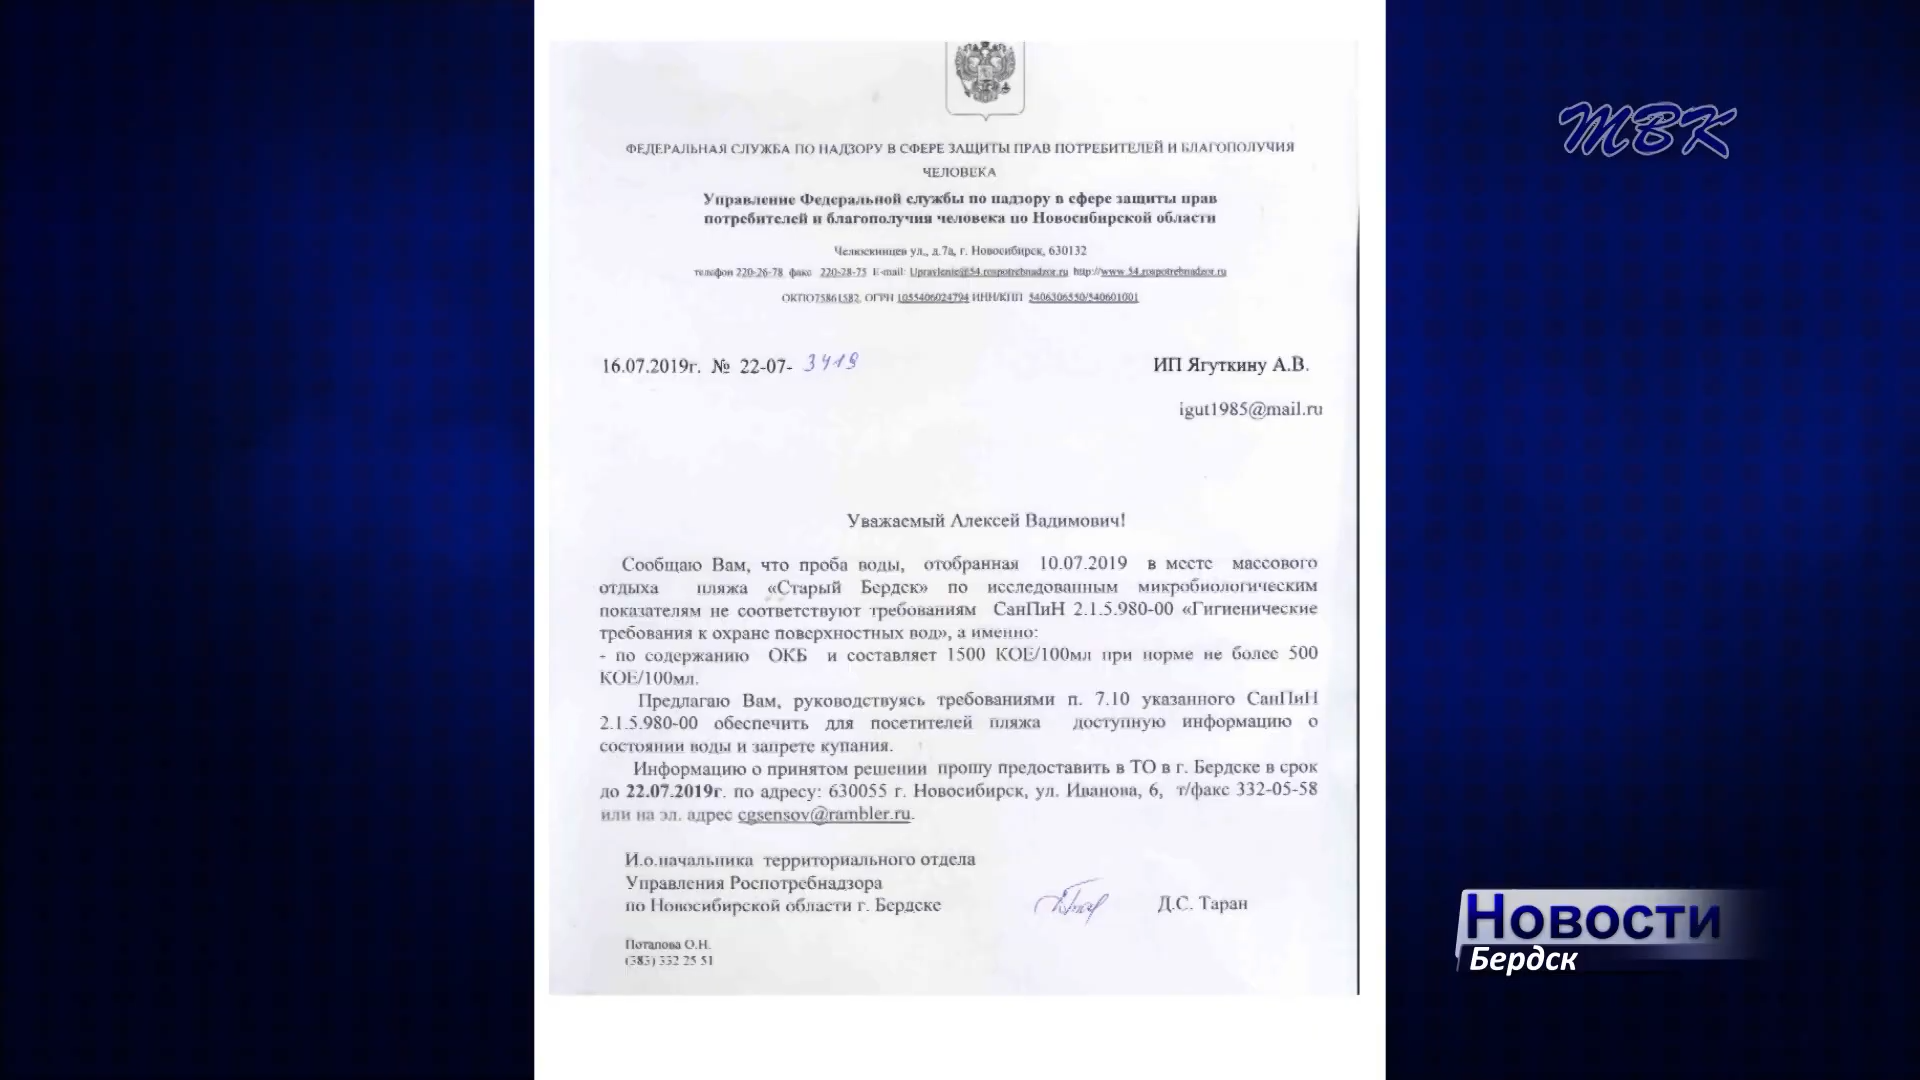 ФЕДЕРАЛЬНАЯ СЛУЖБА ПО НАДЗОРУ В СФЕРЕ ЗАЩИТЫ ПРАВ ПОТРЕБИТЕЛЕЙ И БЛАГОПОЛУЧИЯ
ЧЕЛОВЕКА
Управление Федеральной службы по надзору в сфере защиты прав
потребителей и благополучия человека по Новосибирской области
Челюскинцев ул., д.7а, г. Новосибирск, 630132
телефон 220-26-78 факс 220-28-75 E-mail: Upravlenie@54.rospotrebnadzor.ru http://www.54.rospotrebnadzor.ru
ОКПО75861582, ОГРН 1055406024794 ИНН/КПП 5406306550/540601001
16.07.2019г. № 22-07- 3419
ИП Ягуткину А.В.
igut1985@mail.ru
ТВК
Уважаемый Алексей Вадимович!
Сообщаю Вам, что проба воды, отобранная 10.07.2019 в месте массового
отдыха пляжа «Старый Бердск» по исследованным микробиологическим
показателям не соответствуют требованиям СанПиН 2.1.5.980-00 «Гигиенические
требования к охране поверхностных вод», а именно:
- по содержанию ОКБ и составляет 1500 КОЕ/100мл при норме не более 500
КОЕ/100мл.
Предлагаю Вам, руководствуясь требованиями п. 7.10 указанного СанПиН
2.1.5.980-00 обеспечить для посетителей пляжа доступную информацию о
состоянии воды и запрете купания.
Информацию о принятом решении прошу предоставить в ТО в г. Бердске в срок
до 22.07.2019г. по адресу: 630055 г. Новосибирск, ул. Иванова, 6, т/факс 332-05-58
или на эл. адрес cgsensov@rambler.ru.
И.о.начальника территориального отдела
Управления Роспотребнадзора
по Новосибирской области г. Бердске
Д.С. Таран
Потапова О.Н.
(383) 332 25 51
Новости
Бердск